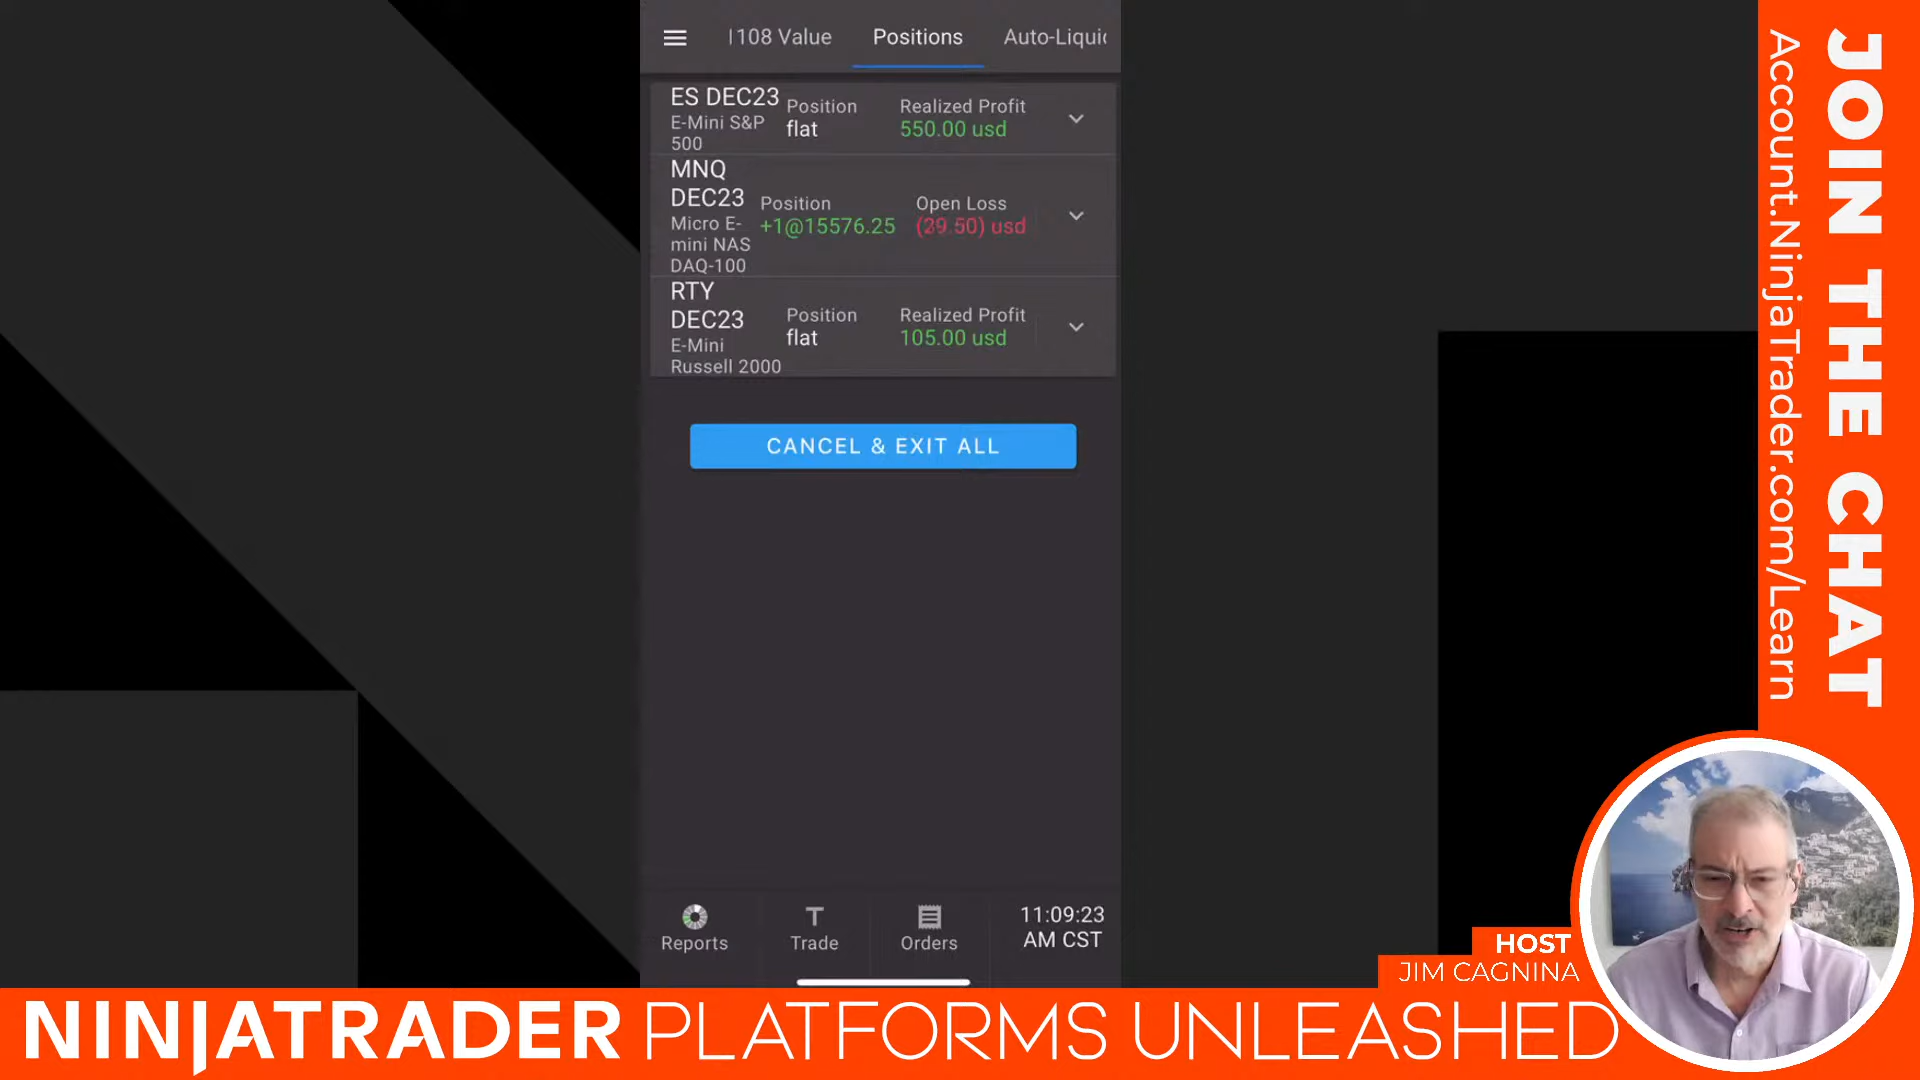 108 Value
Positions
Auto-Liquid
ES DEC23
E-Mini S&P
500
Position
flat
Realized Profit
550.00 usd
MNQ
DEC23
Micro E-
mini NAS
DAQ-100
Position
+1@15576.25
Open Loss
(29.50) usd
RTY
DEC23
E-Mini
Russell 2000
Position
flat
Realized Profit
105.00 usd
CANCEL & EXIT ALL
Reports
Trade
Orders
11:09:23
AM CST
JOIN THE CHAT
Account.NinjaTrader.com/Learn
HOST
JIM CAGNINA
NINJATRADER PLATFORMS UNLEASHED